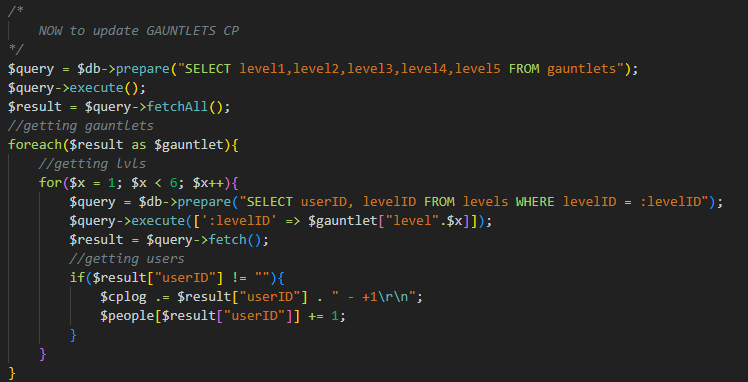 /*
    NOW to update GAUNTLETS CP
*/
$query = $db->prepare("SELECT level1,level2,level3,level4,level5 FROM gauntlets");
$query->execute();
$result = $query->fetchAll();
//getting gauntlets
foreach($result as $gauntlet){
    //getting lvls
    for($x = 1; $x < 6; $x++){
        $query = $db->prepare("SELECT userID, levelID FROM levels WHERE levelID = :levelID");
        $query->execute([':levelID' => $gauntlet["level".$x]]);
        $result = $query->fetch();
        //getting users
        if($result["userID"] != ""){
            $cplog .= $result["userID"] . " - +1\r\n";
            $people[$result["userID"]] += 1;
        }
    }
}